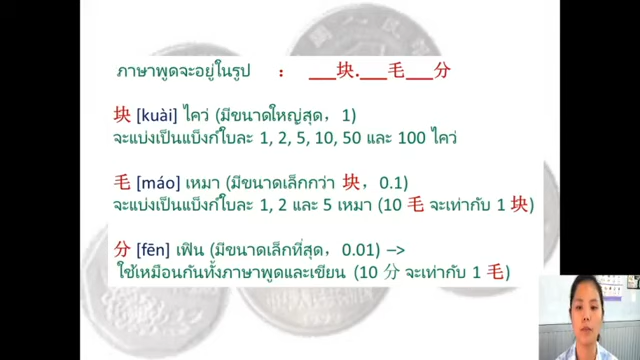 ภาษาพูดจะอยู่ในรูป : ___块.___毛___分
块 [kuài] ไคว่ (มีขนาดใหญ่สุด, 1)
จะแบ่งเป็นแบ็งก์ใบละ 1, 2, 5, 10, 50 และ 100 ไคว่
毛 [máo] เหมา (มีขนาดเล็กกว่า 块, 0.1)
จะแบ่งเป็นแบ็งก์ใบละ 1, 2 และ 5 เหมา (10 毛 จะเท่ากับ 1 块)
分 [fēn] เฟิน (มีขนาดเล็กที่สุด, 0.01) –>
ใช้เหมือนกันทั้งภาษาพูดและเขียน (10 分 จะเท่ากับ 1 毛)